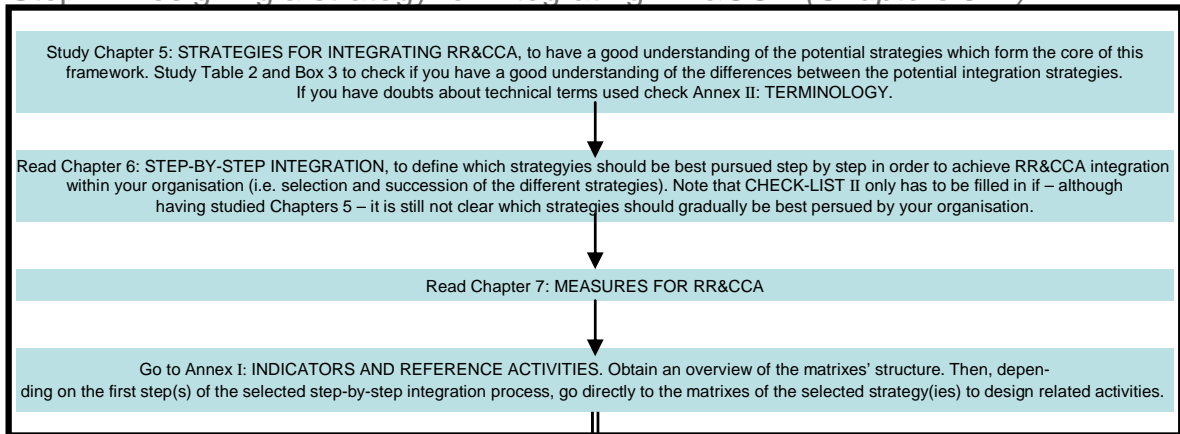 Study Chapter 5: STRATEGIES FOR INTEGRATING RR&CCA, to have a good understanding of the potential strategies which form the core of this
framework. Study Table 2 and Box 3 to check if you have a good understanding of the differences between the potential integration strategies.
If you have doubts about technical terms used check Annex II: TERMINOLOGY.
Read Chapter 6: STEP-BY-STEP INTEGRATION, to define which strategyies should be best pursued step by step in order to achieve RR&CCA integration
within your organisation (i.e. selection and succession of the different strategies). Note that CHECK-LIST II only has to be filled in if – although
having studied Chapters 5 – it is still not clear which strategies should gradually be best persued by your organisation.
Read Chapter 7: MEASURES FOR RR&CCA
Go to Annex I: INDICATORS AND REFERENCE ACTIVITIES. Obtain an overview of the matrixes' structure. Then, depen-
ding on the first step(s) of the selected step-by-step integration process, go directly to the matrixes of the selected strategy(ies) to design related activities.